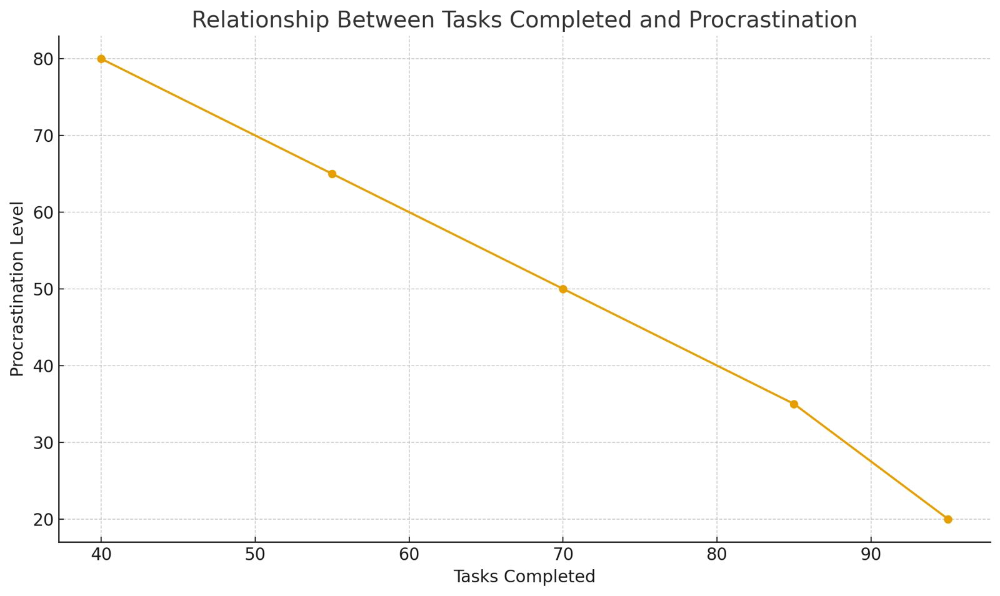 Relationship Between Tasks Completed and Procrastination
80
70
60
50
40
30
20
Procrastination Level
40 50 60 70 80 90
Tasks Completed